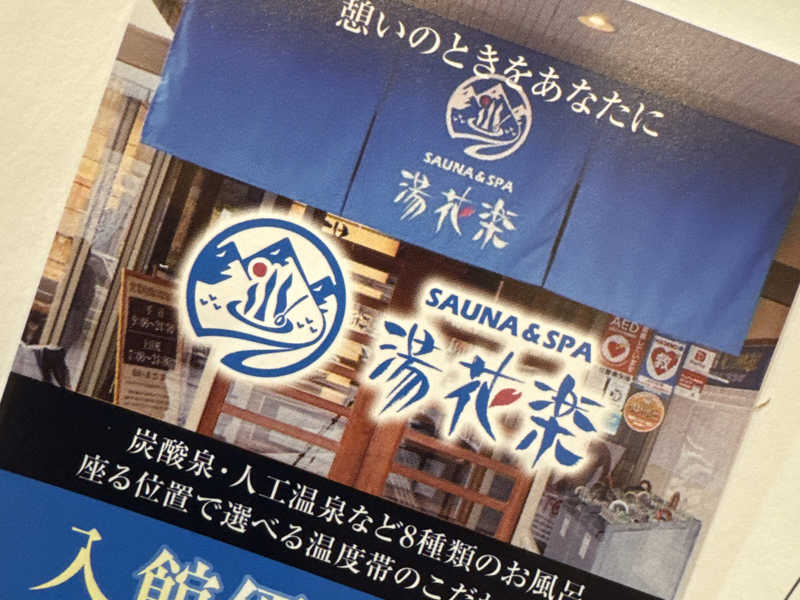 憩いのときをあなたに
SAUNA & SPA
湯花楽
SAUNA & SPA
湯花楽
AED
炭酸泉・人工温泉など8種類のお風呂
座る位置で選べる温度帯のこだ
入館